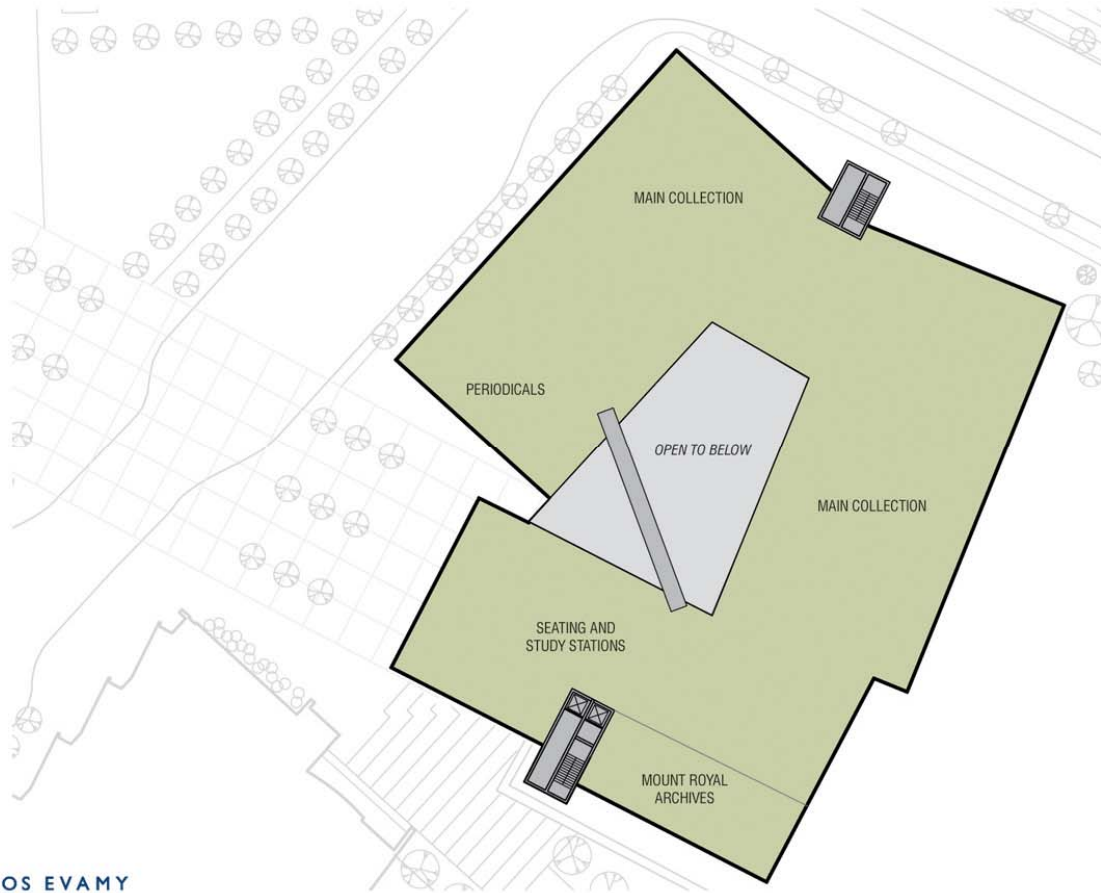 MAIN COLLECTION
PERIODICALS
OPEN TO BELOW
MAIN COLLECTION
SEATING AND
STUDY STATIONS
MOUNT ROYAL
ARCHIVES
OS EVAMY